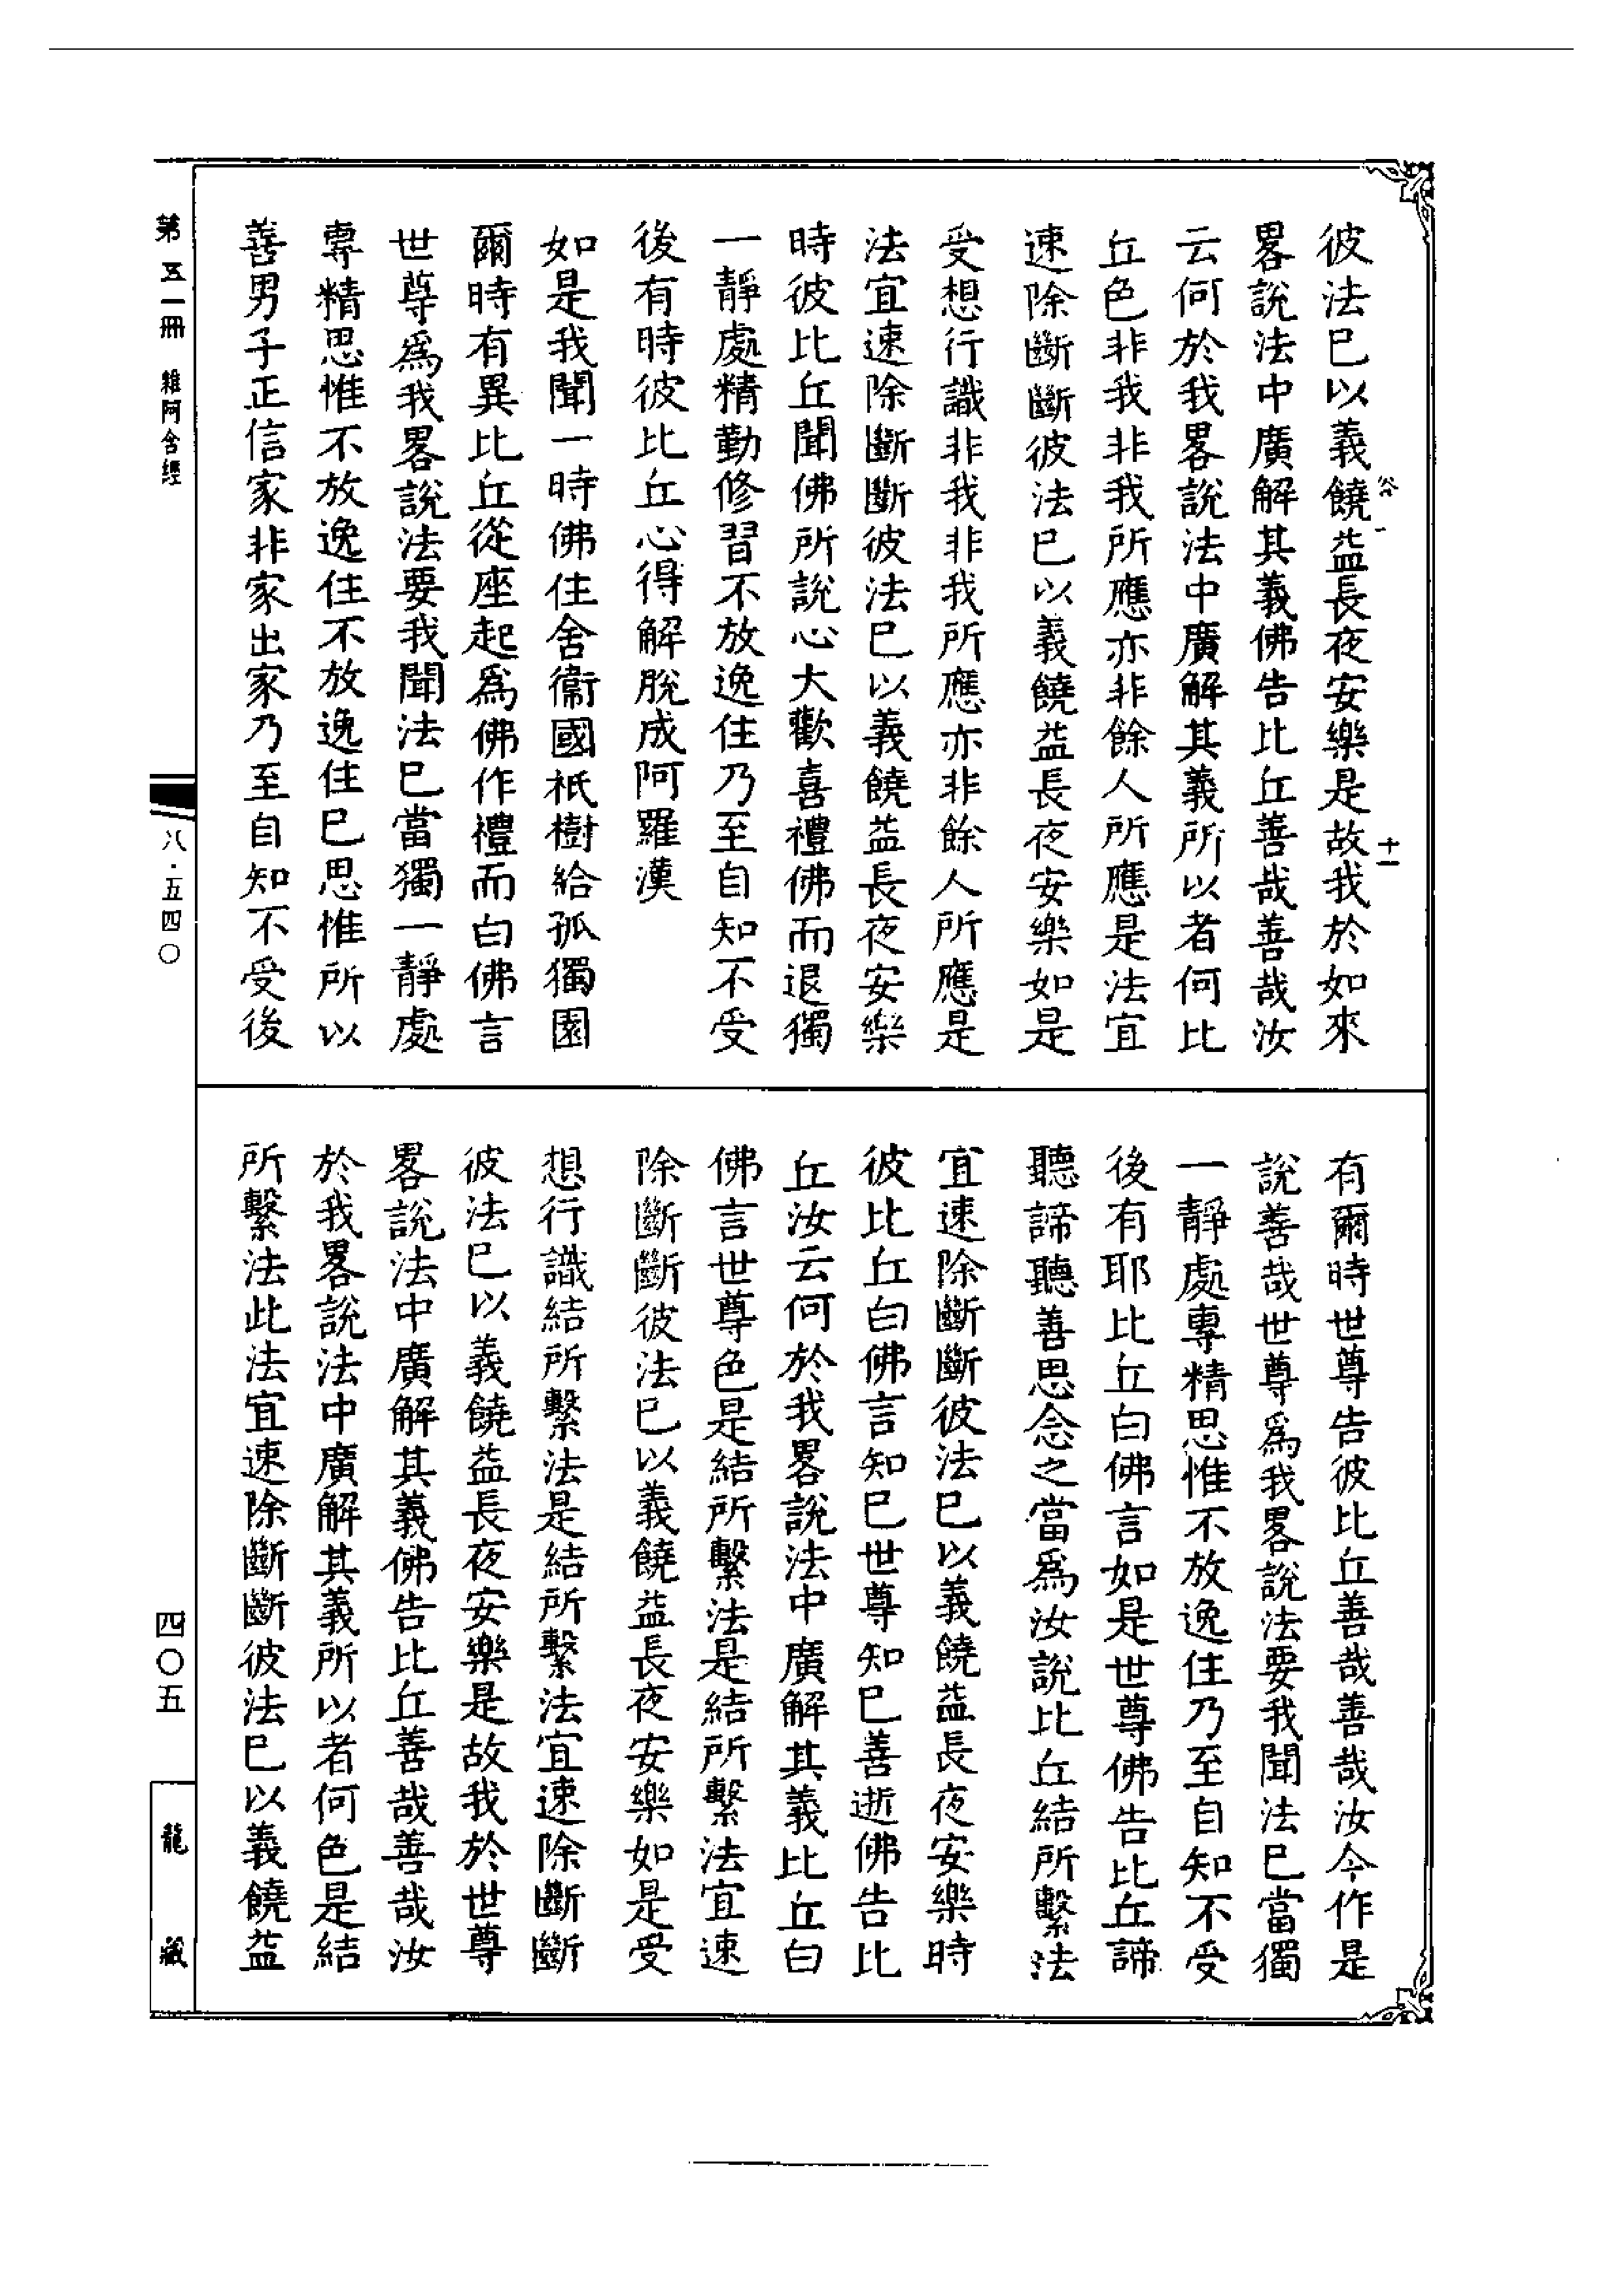 彼法已以義饒益長夜安樂是故我於如來
畧說法中廣解其義佛告比丘善哉善哉汝
云何於我畧說法中廣解其義所以者何比
丘色非我非我所應亦非餘人所應是法宜
速除斷斷彼法已以義饒益長夜安樂如是
受想行識非我非我所應亦非餘人所應是
法宜速除斷斷彼法已以義饒益長夜安樂
時彼比丘聞佛所說心大歡喜禮佛而退獨
一靜處精勤修習不放逸住乃至自知不受
後有時彼比丘心得解脫成阿羅漢
如是我聞一時佛住舍衞國祇樹給孤獨園
爾時有異比丘從座起爲佛作禮而白佛言
世尊爲我畧說法要我聞法已當獨一靜處
專精思惟不放逸住不放逸住已思惟所以
善男子正信家非家出家乃至自知不受後
有爾時世尊告彼比丘善哉善哉汝今作是
說善哉世尊爲我畧說法要我聞法已當獨
一靜處專精思惟不放逸住乃至自知不受
後有耶比丘白佛言如是世尊佛告比丘諦
聽諦聽善思念之當爲汝說比丘結所繫法
宜速除斷斷彼法已以義饒益長夜安樂時
彼比丘白佛言知已世尊知已善逝佛告比
丘汝云何於我畧說法中廣解其義比丘白
佛言世尊色是結所繫法是結所繫法宜速
除斷斷彼法已以義饒益長夜安樂如是受
想行識結所繫法是結所繫法宜速除斷斷
彼法已以義饒益長夜安樂是故我於世尊
畧說法中廣解其義佛告比丘善哉善哉汝
於我畧說法中廣解其義所以者何色是結
所繫法此法宜速除斷斷彼法已以義饒益
十一
第五一冊 雜阿含經
八·五四〇
四〇五
龍藏